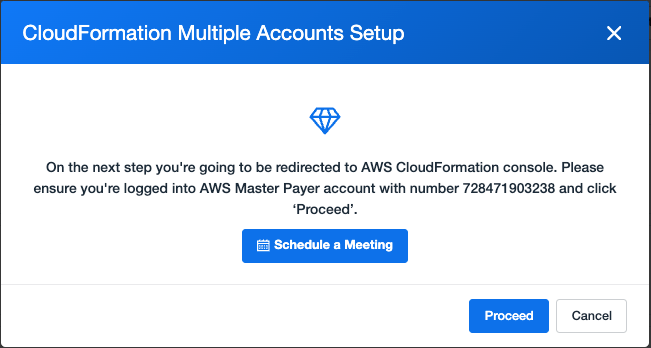 CloudFormation Multiple Accounts Setup
On the next step you're going to be redirected to AWS CloudFormation console. Please
ensure you're logged into AWS Master Payer account with number 728471903238 and click
‘Proceed’.
Schedule a Meeting
Proceed
Cancel